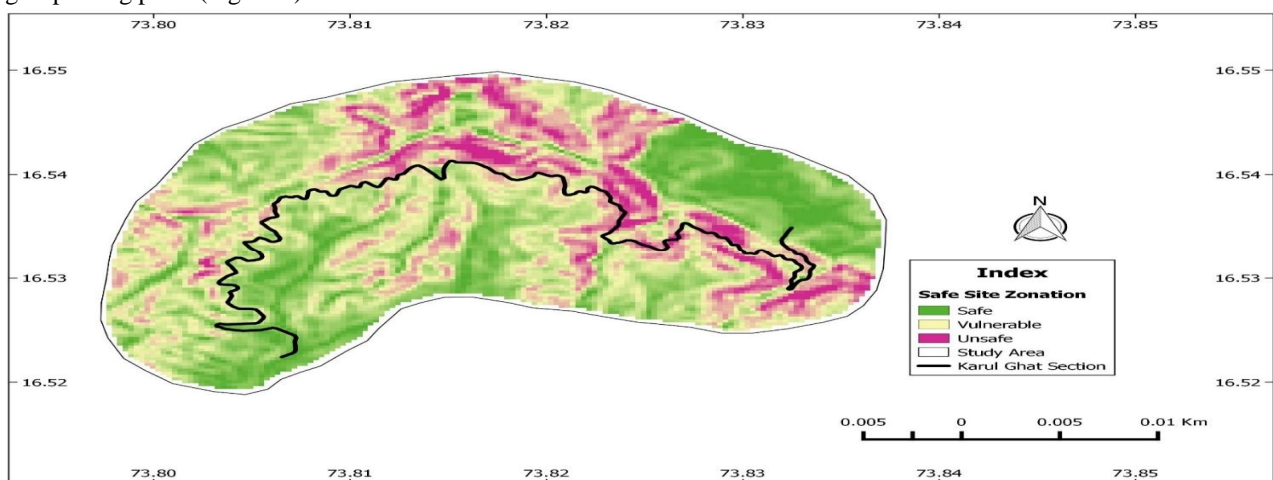 73.80 73.81 73.82 73.83 73.84 73.85
16.55 16.55
16.54 16.54
N
16.53 16.53
Index
Safe Site Zonation
Safe
Vulnerable
Unsafe
Study Area
Karul Ghat Section
16.52 16.52
0.005 0 0.005 0.01 Km
73.80 73.81 73.82 73.83 73.84 73.85